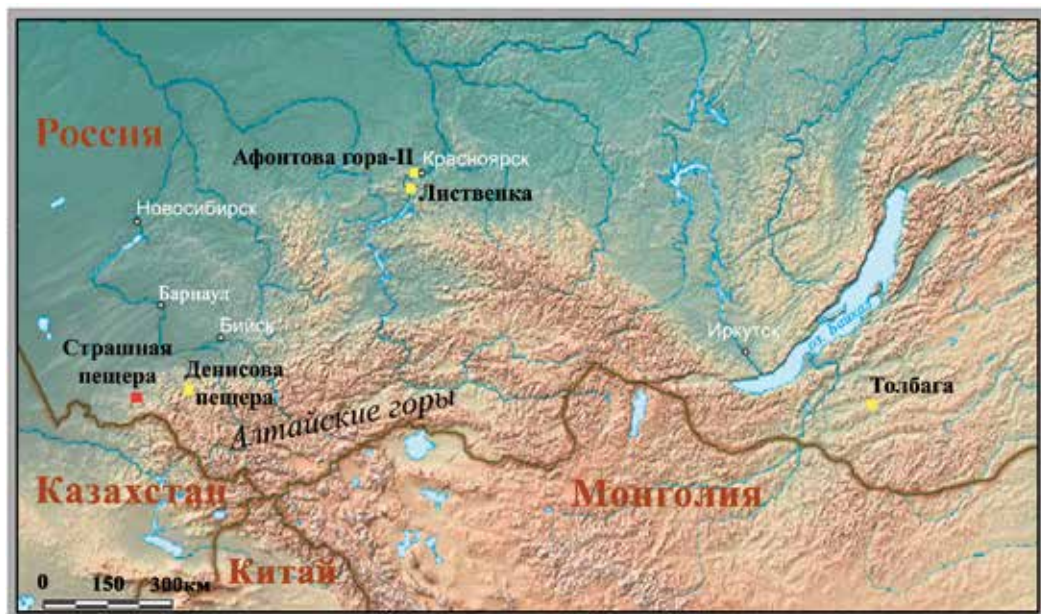 Россия
Афонтова гора-II
Красноярск
Лиственка
Новосибирск
Барнаул
Бийск
Страшная
пещера
Денисова
пещера
Алтайские горы
Иркутск
оз. Байкал
Толбага
Казахстан
Монголия
Китай
0 150 300км